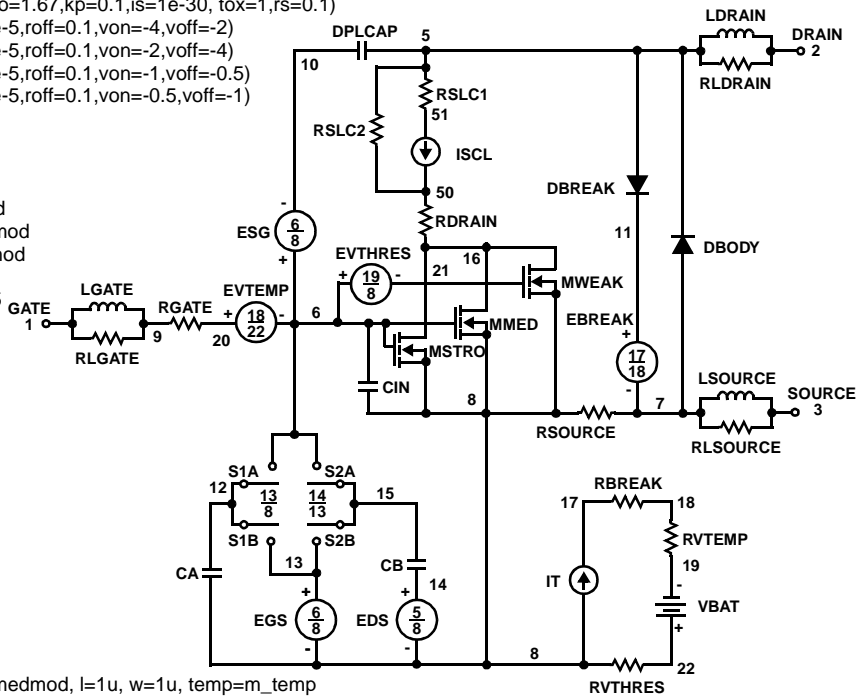 o=1.67,kp=0.1,is=1e-30, tox=1,rs=0.1)
e-5,roff=0.1,von=-4,voff=-2)
e-5,roff=0.1,von=-2,voff=-4)
e-5,roff=0.1,von=-1,voff=-0.5)
e-5,roff=0.1,von=-0.5,voff=-1)
LDRAIN
DPLCAP 5 DRAIN
2
10
RLDRAIN
RSLC1
51
RSLC2
ISCL
50
DBREAK
d
mod
mod
ESG 6 8
- +
RDRAIN
11
DBODY
EVTHRES
+ 19 8 -
21 16
MWEAK
GATE
1
LGATE
RGATE
EVTEMP
+ 18 22 -
6
EBREAK
+
MMED
9 20
RLGATE
MSTRO
17 18
-
CIN
LSOURCE
SOURCE
3
8 7
RSOURCE
RLSOURCE
S1A S2A
12 13 8 14 13 15
S1B S2B
13
CA
CB
14
+ +
EGS 6 8 EDS 5 8
- -
RBREAK
17 18
RVTEMP
19
IT
-
VBAT
+
8
22
RVTHRES
medmod, l=1u, w=1u, temp=m_temp